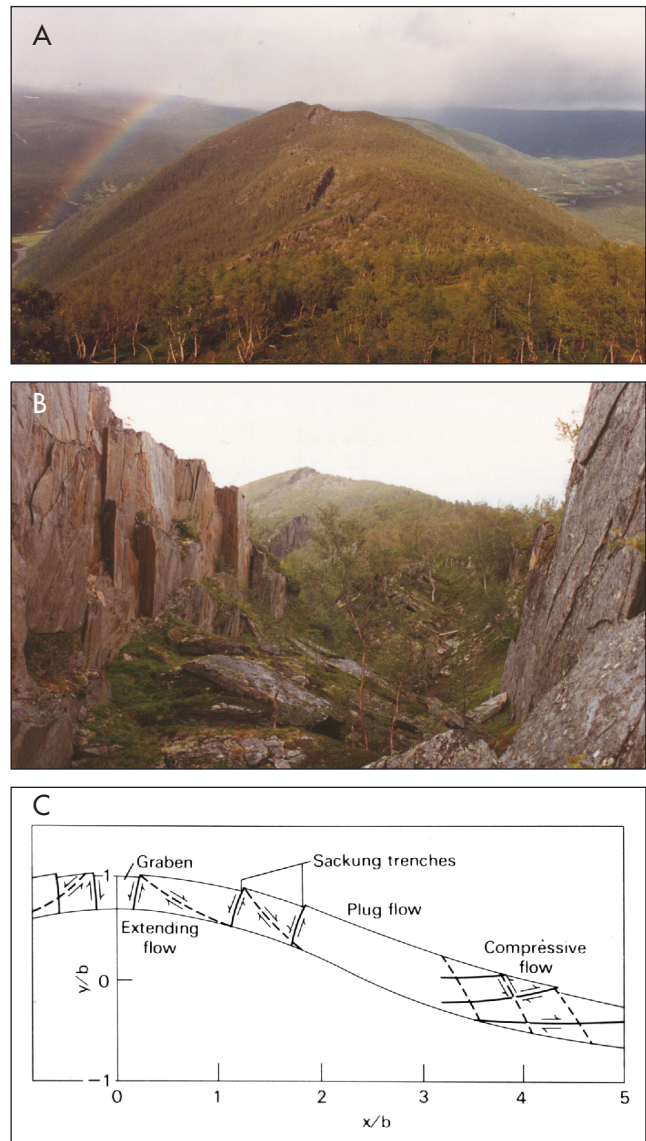 A
B
C
Graben
Sackung trenches
Extending
flow
Plug flow
Compressive
flow
1
0
−1
y/b
0
1
2
3
4
5
x/b